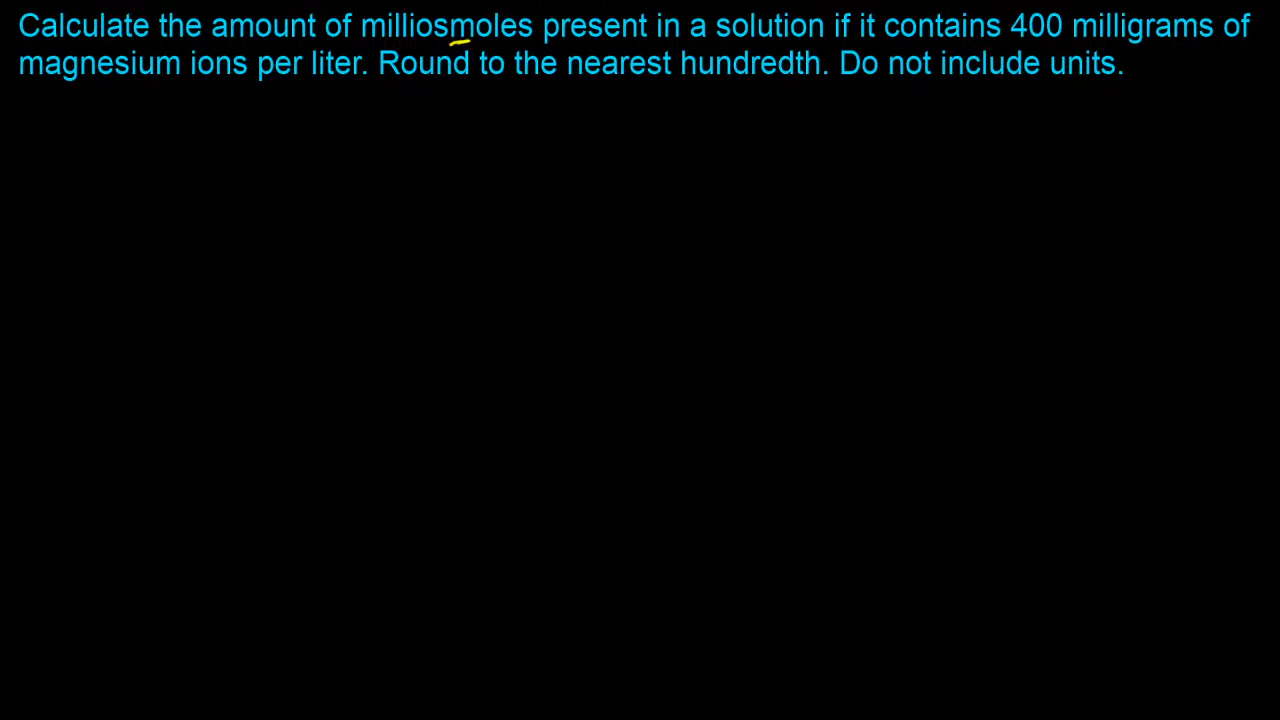 Calculate the amount of milliosmoles present in a solution if it contains 400 milligrams of
magnesium ions per liter. Round to the nearest hundredth. Do not include units.